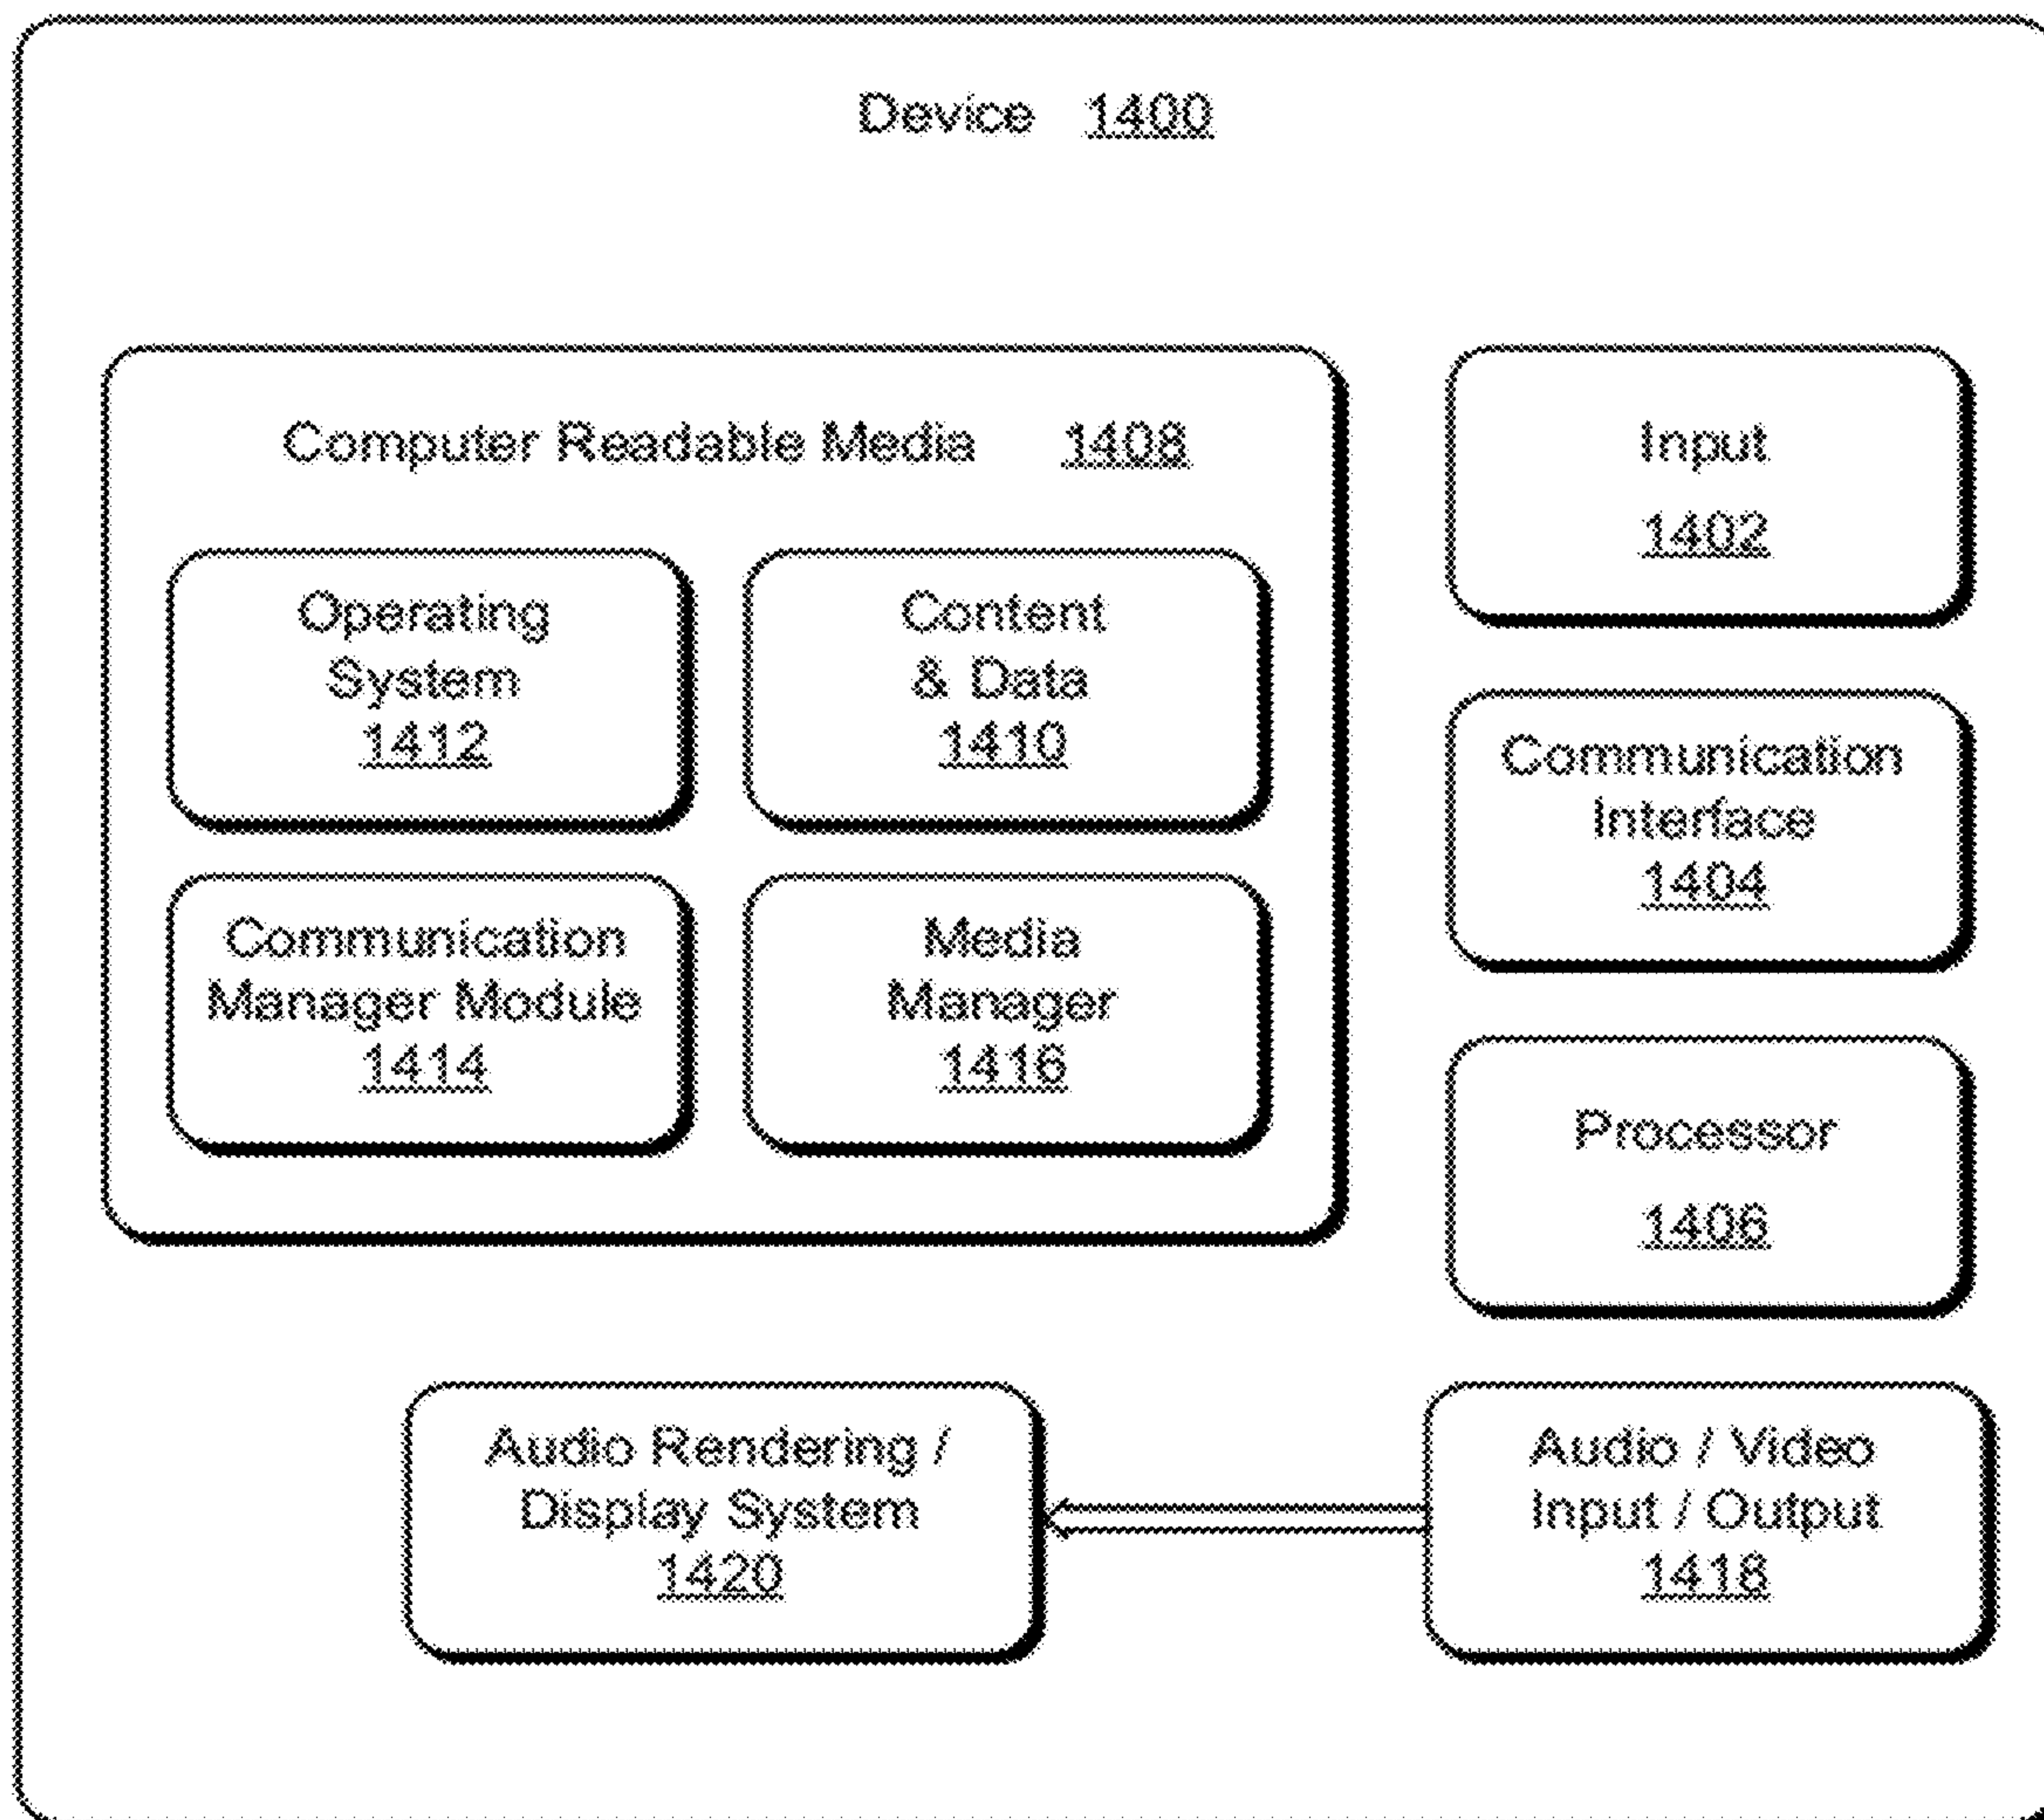 Device 1400
Computer Readable Media 1408
Operating
System
1412
Content
& Data
1410
Communication
Manager Module
1414
Media
Manager
1416
Input
1402
Communication
Interface
1404
Processor
1406
Audio Rendering /
Display System
1420
Audio / Video
Input / Output
1418